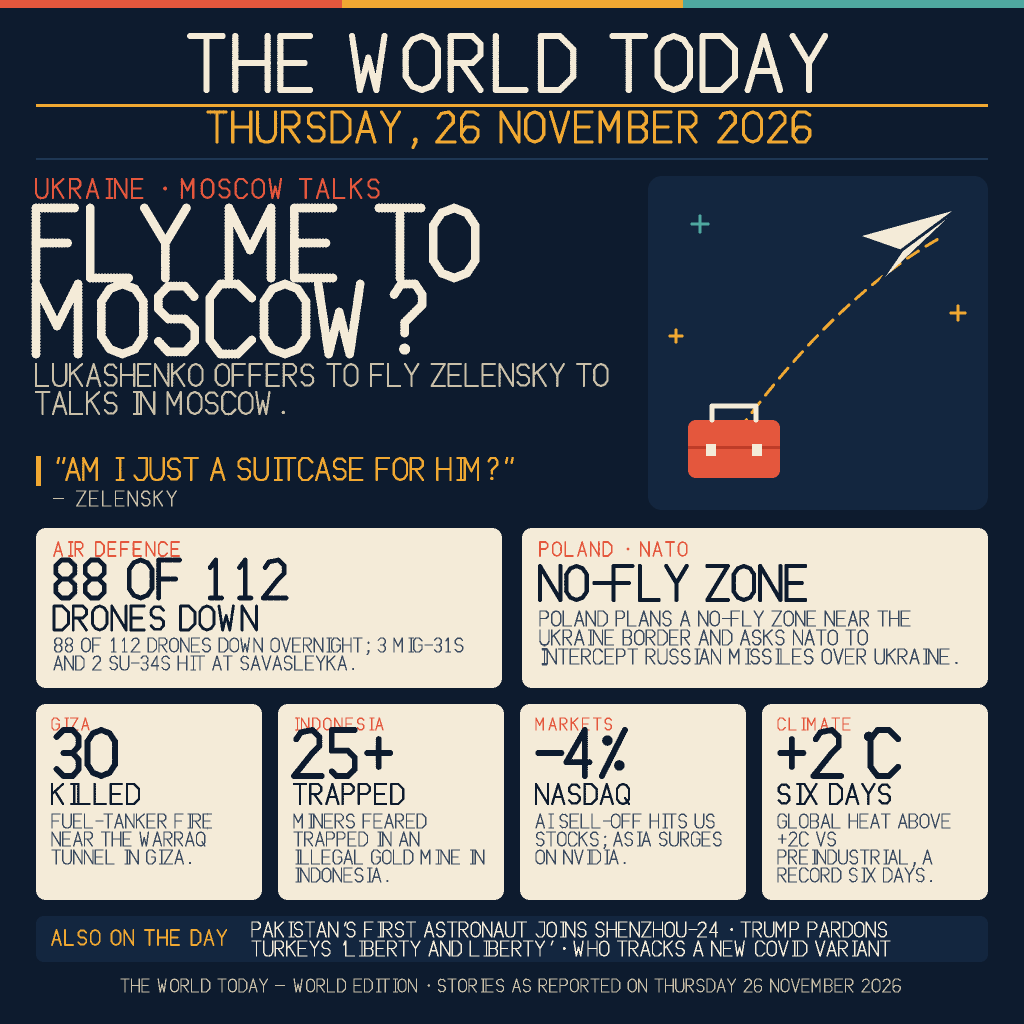 THE WORLD TODAY
THURSDAY, 26 NOVEMBER 2026
UKRAINE · MOSCOW TALKS
FLY ME TO
MOSCOW?
LUKASHENKO OFFERS TO FLY ZELENSKY TO
TALKS IN MOSCOW.
"AM I JUST A SUITCASE FOR HIM?"
— ZELENSKY
AIR DEFENCE
88 OF 112
DRONES DOWN
88 OF 112 DRONES DOWN OVERNIGHT; 3 MIG-31S
AND 2 SU-34S HIT AT SAVASLEYKA.
POLAND · NATO
NO-FLY ZONE
POLAND PLANS A NO-FLY ZONE NEAR THE
UKRAINE BORDER AND ASKS NATO TO
INTERCEPT RUSSIAN MISSILES OVER UKRAINE.
GIZA
30
KILLED
FUEL-TANKER FIRE
NEAR THE WARRAQ
TUNNEL IN GIZA.
INDONESIA
25+
TRAPPED
MINERS FEARED
TRAPPED IN AN
ILLEGAL GOLD MINE IN
INDONESIA.
MARKETS
-4%
NASDAQ
AI SELL-OFF HITS US
STOCKS; ASIA SURGES
ON NVIDIA.
CLIMATE
+2 C
SIX DAYS
GLOBAL HEAT ABOVE
+2C VS
PREINDUSTRIAL, A
RECORD SIX DAYS.
ALSO ON THE DAY
PAKISTAN'S FIRST ASTRONAUT JOINS SHENZHOU-24 · TRUMP PARDONS
TURKEYS 'LIBERTY AND LIBERTY' · WHO TRACKS A NEW COVID VARIANT
THE WORLD TODAY — WORLD EDITION · STORIES AS REPORTED ON THURSDAY 26 NOVEMBER 2026